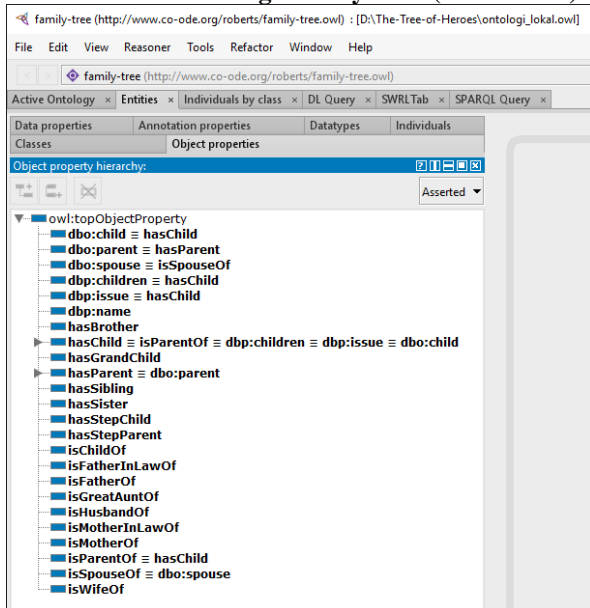 family-tree (http://www.co-ode.org/roberts/family-tree.owl) : [D:\The-Tree-of-Heroes\ontologi_lokal.owl]
File Edit View Reasoner Tools Refactor Window Help
< > family-tree (http://www.co-ode.org/roberts/family-tree.owl)
Active Ontology × Entities × Individuals by class × DL Query × SWRLTab × SPARQL Query ×
Data properties Annotation properties Datatypes Individuals
Classes Object properties
Object property hierarchy:
Asserted
owl:topObjectProperty
dbo:child ≡ hasChild
dbo:parent ≡ hasParent
dbo:spouse ≡ isSpouseOf
dbp:children ≡ hasChild
dbp:issue ≡ hasChild
dbp:name
hasBrother
hasChild ≡ isParentOf ≡ dbp:children ≡ dbp:issue ≡ dbo:child
hasGrandChild
hasParent ≡ dbo:parent
hasSibling
hasSister
hasStepChild
hasStepParent
isChildOf
isFatherInLawOf
isFatherOf
isGreatAuntOf
isHusbandOf
isMotherInLawOf
isMotherOf
isParentOf ≡ hasChild
isSpouseOf ≡ dbo:spouse
isWifeOf